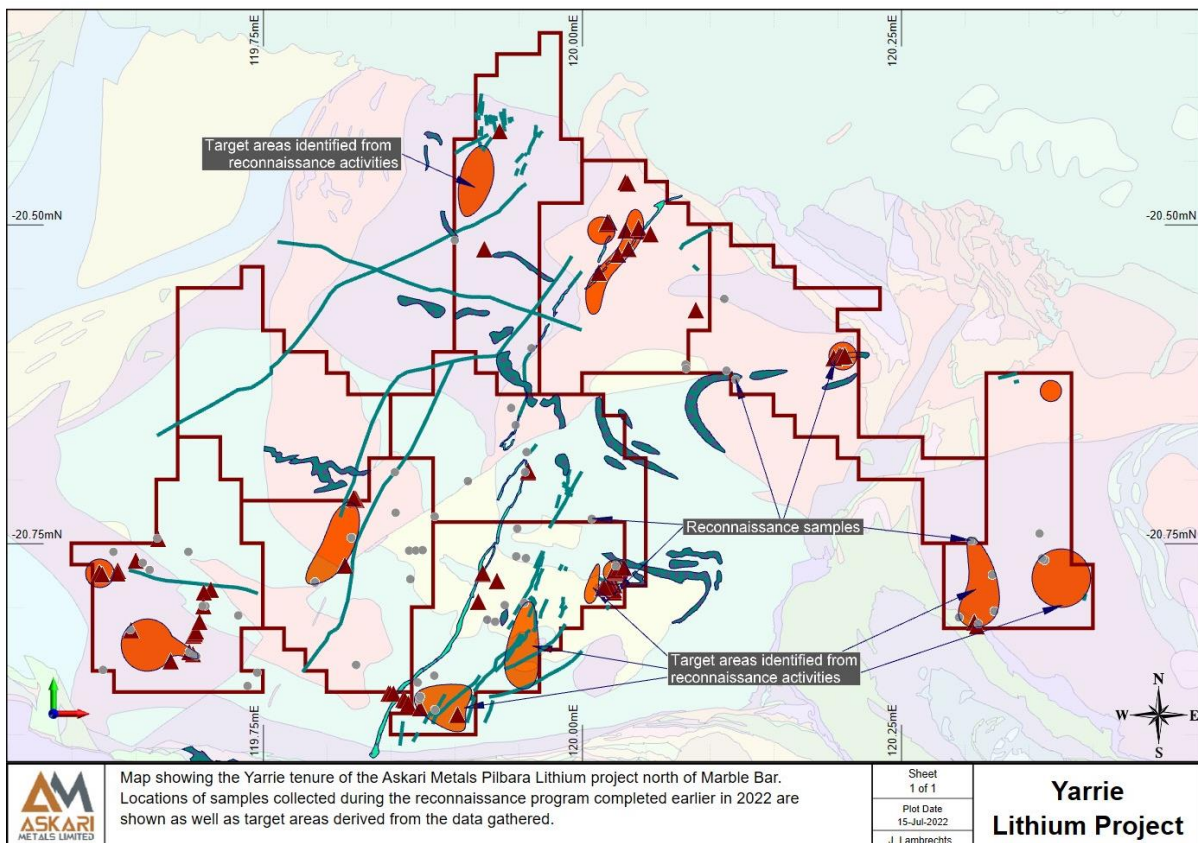 119.75mE
120.00mE
120.25mE
Target areas identified from
reconnaissance activities
-20.50mN
-20.50mN
Reconnaissance samples
-20.75mN
-20.75mN
Target areas identified from
reconnaissance activities
N
W
E
S
119.75mE
120.00mE
120.25mE
AM
ASKARI
METALS LIMITED
Map showing the Yarrie tenure of the Askari Metals Pilbara Lithium project north of Marble Bar.
Locations of samples collected during the reconnaissance program completed earlier in 2022 are
shown as well as target areas derived from the data gathered.
Sheet
1 of 1
Plot Date
15-Jul-2022
J. Lambrechts
Yarrie
Lithium Project